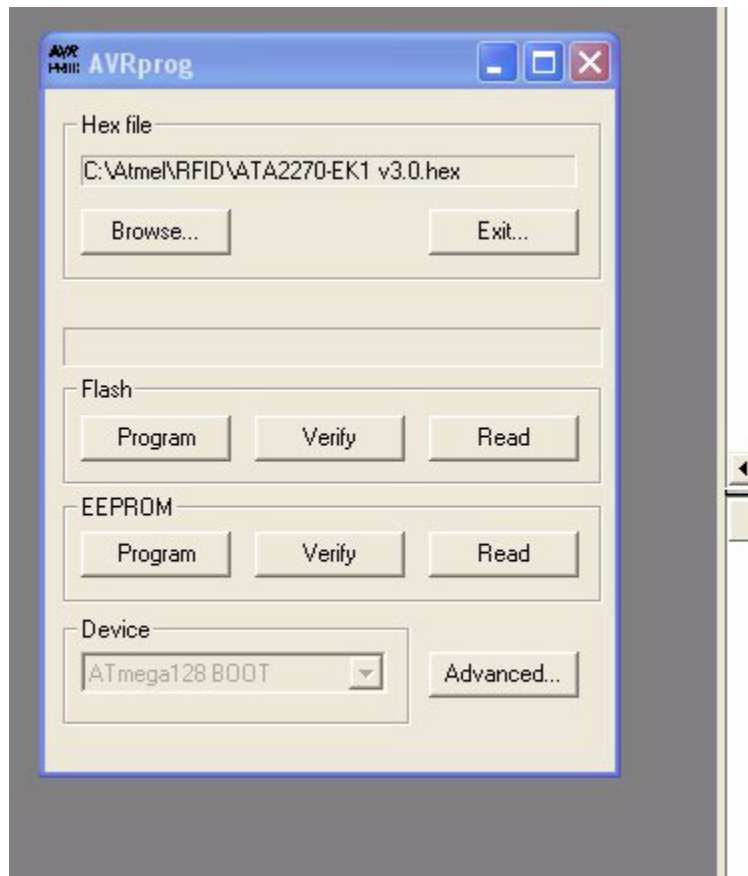 AVRprog
Hex file
C:\Atmel\RFID\ATA2270-EK1 v3.0.hex
Browse... Exit...
Flash
Program Verify Read
EEPROM
Program Verify Read
Device
ATmega128 BOOT Advanced...